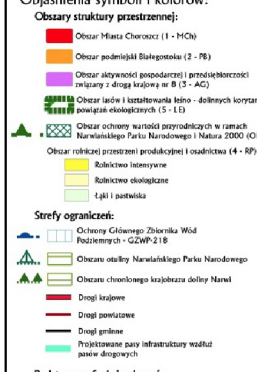 Objaśnienia symboli i kolorów:
Obszary struktury przestrzennej:
Obszar Miasta Choroszcz (1 - MCh)
Obszar podmiejski Białegostoku (2 - PB)
Obszar aktywności gospodarczej i przedsiębiorczości
związany z drogą krajową nr 8 (3 - AG)
Obszar lasów i kształtowania leśno - dolinnych korytar
powiązań ekologicznych (5 - LE)
Obszar ochrony wartości przyrodniczych w ramach
Narwiańskiego Parku Narodowego i Natura 2000 (O
Obszar rolniczej przestrzeni produkcyjnej i osadnictwa (4 - RP)
Rolnictwo intensywne
Rolnictwo ekologiczne
Łąki i pastwiska
Strefy ograniczeń:
Ochrony Głównego Zbiornika Wód
Podziemnych - GZWP-218
Obszaru otuliny Narwiańskiego Parku Narodowego
Obszaru chronionego krajobrazu doliny Narwi
Drogi krajowe
Drogi powiatowe
Drogi gminne
Projektowane pasy infrastruktury wzdłuż
pasów drogowych